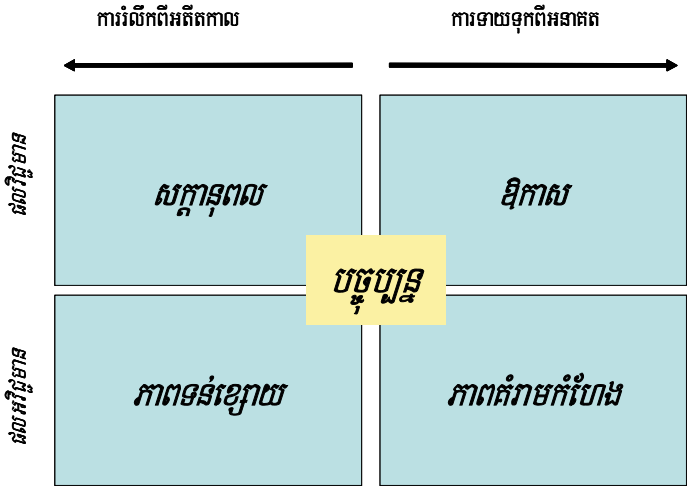 ការរំលឹកពីអតីតកាល
ការទាយទុកពីអនាគត
ផលវិជ្ជមាន
សក្តានុពល
ឱកាស
បច្ចុប្បន្ន
ផលអវិជ្ជមាន
ភាពទន់ខ្សោយ
ភាពគំរាមកំហែង